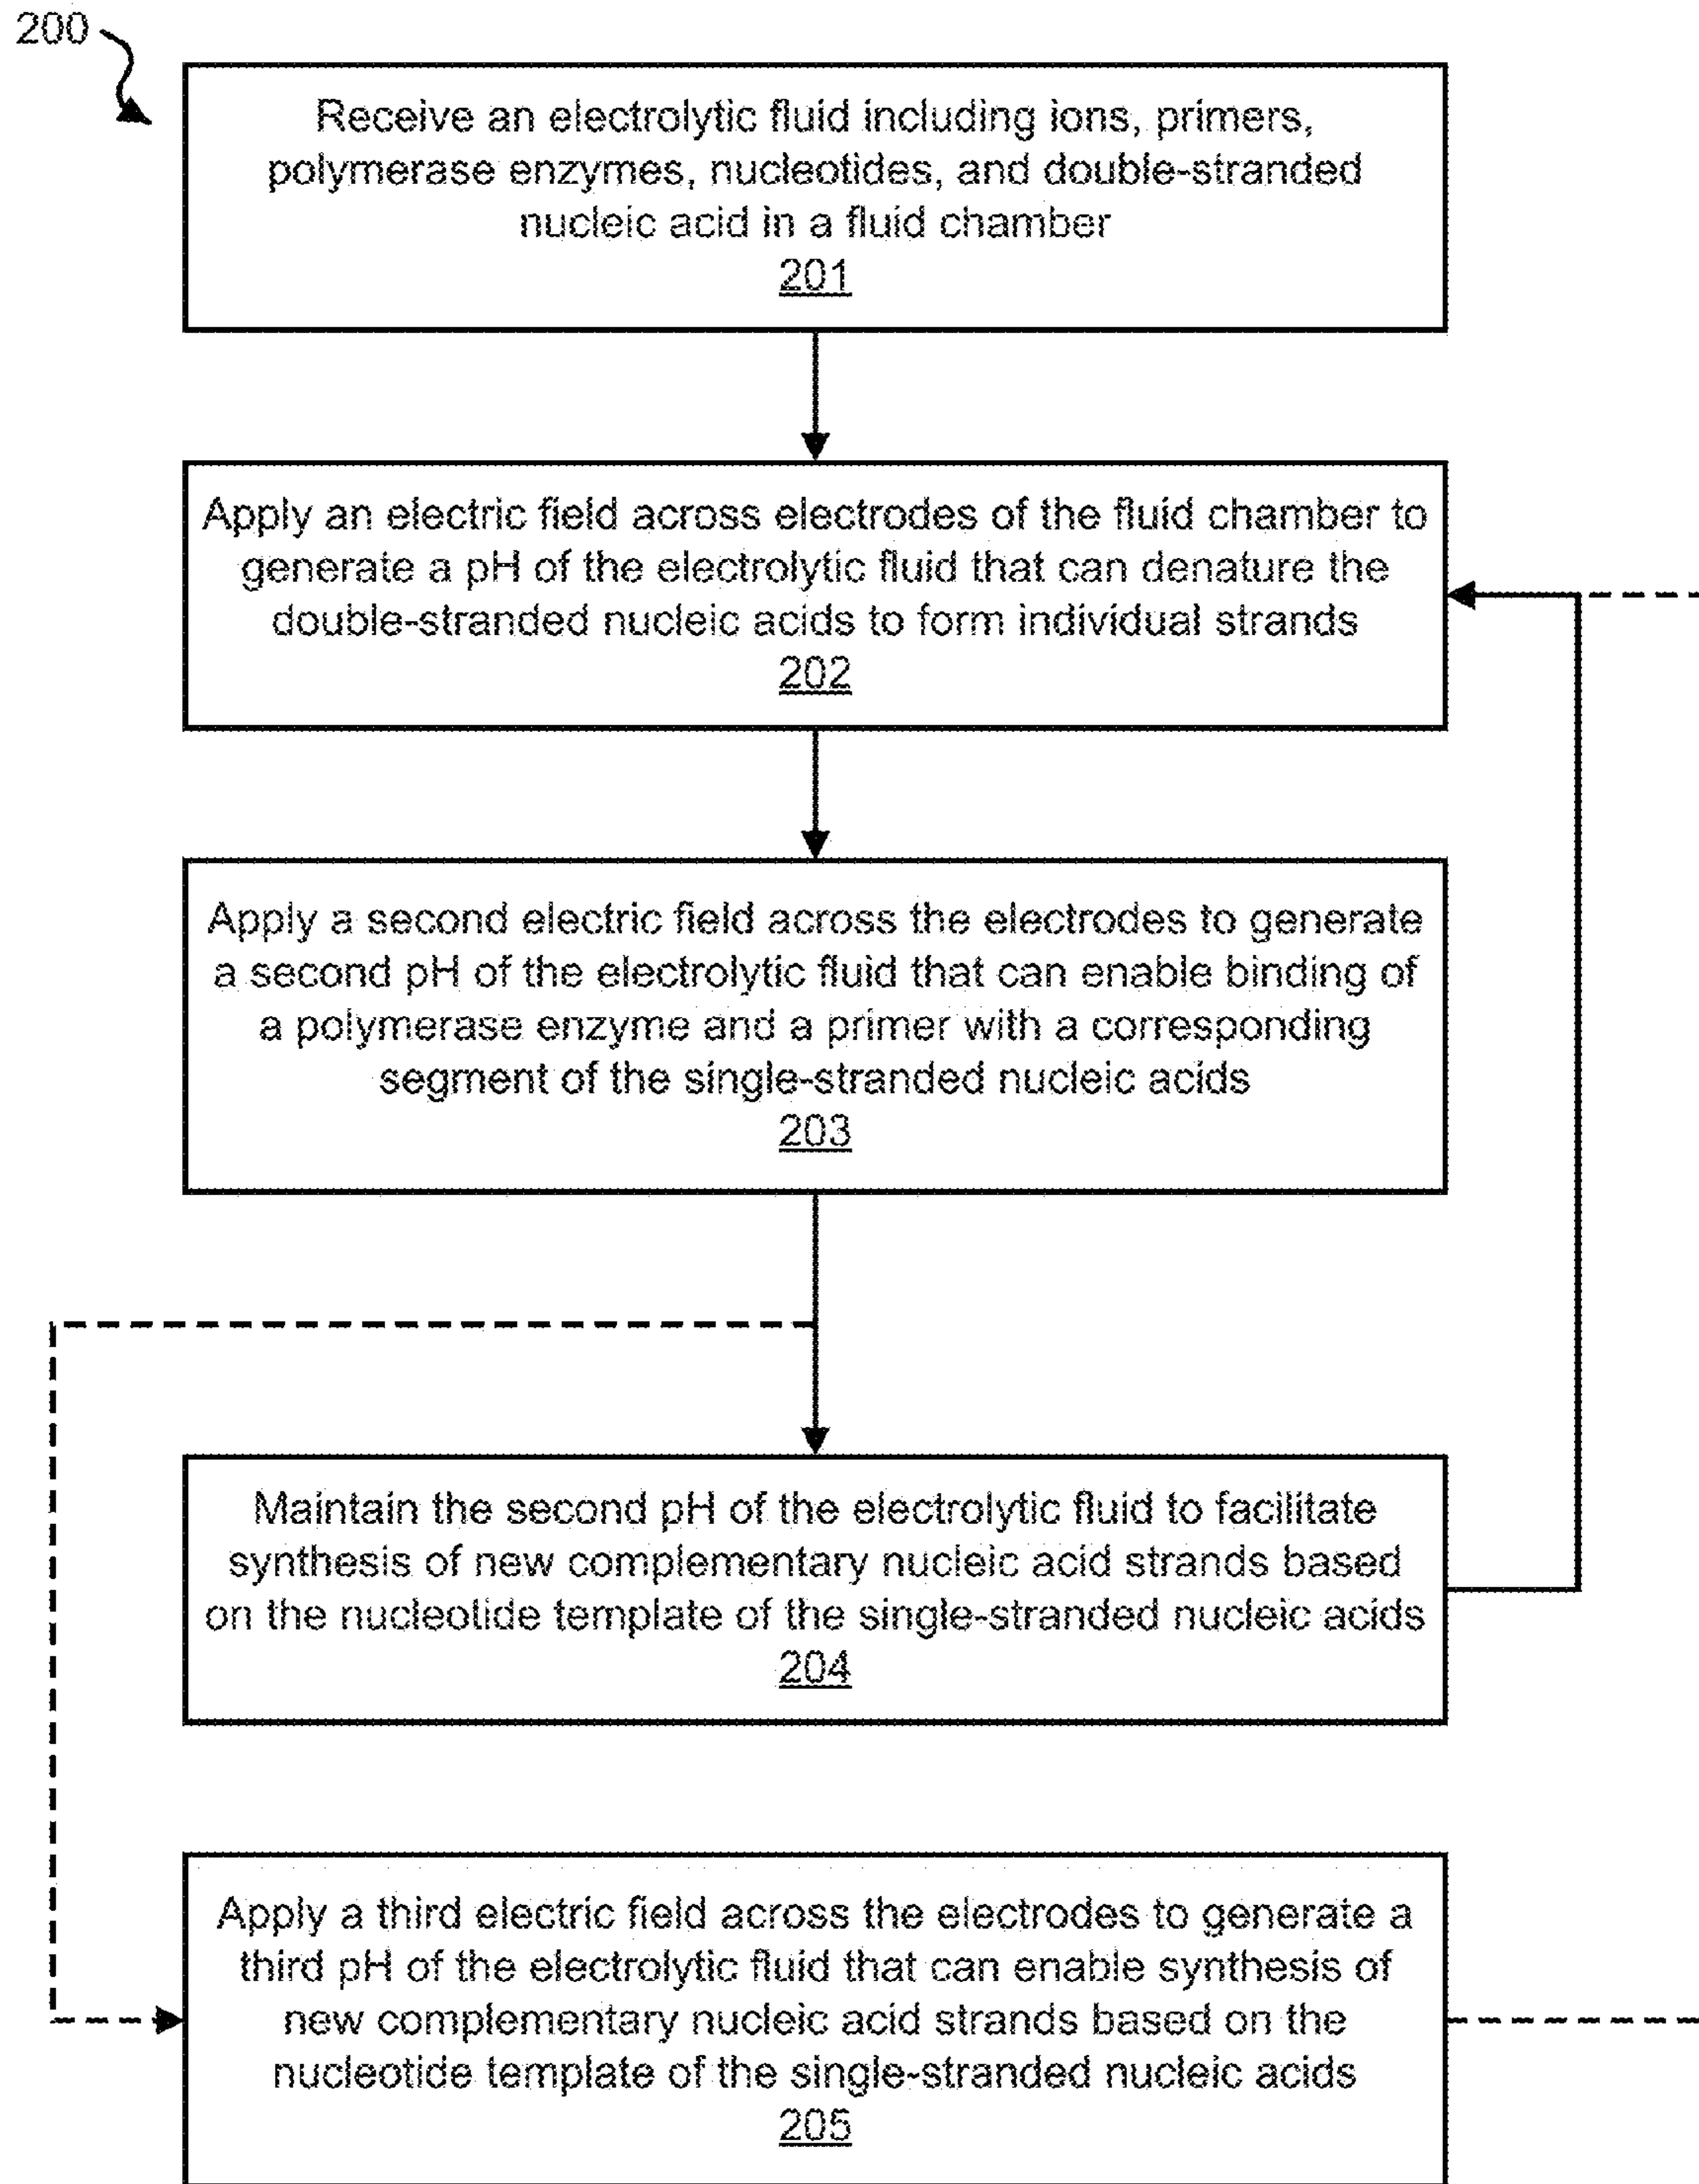 200
Receive an electrolytic fluid including ions, primers,
polymerase enzymes, nucleotides, and double-stranded
nucleic acid in a fluid chamber
201
Apply an electric field across electrodes of the fluid chamber to
generate a pH of the electrolytic fluid that can denature the
double-stranded nucleic acids to form individual strands
202
Apply a second electric field across the electrodes to generate
a second pH of the electrolytic fluid that can enable binding of
a polymerase enzyme and a primer with a corresponding
segment of the single-stranded nucleic acids
203
Maintain the second pH of the electrolytic fluid to facilitate
synthesis of new complementary nucleic acid strands based
on the nucleotide template of the single-stranded nucleic acids
204
Apply a third electric field across the electrodes to generate a
third pH of the electrolytic fluid that can enable synthesis of
new complementary nucleic acid strands based on the
nucleotide template of the single-stranded nucleic acids
205